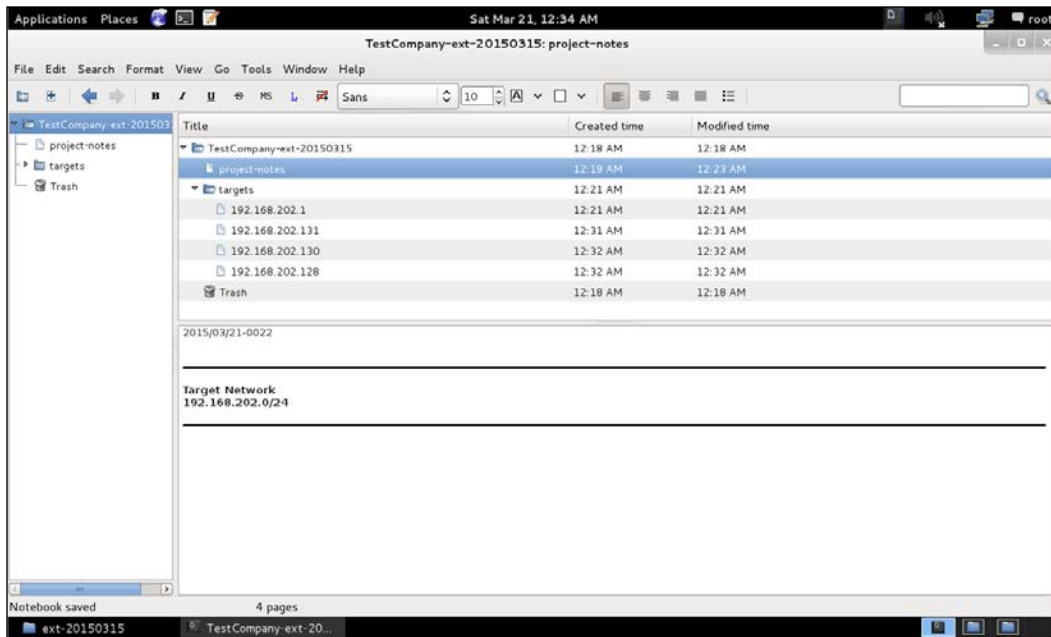 Applications Places Sat Mar 21, 12:34 AM root
TestCompany-ext-20150315: project-notes
File Edit Search Format View Go Tools Window Help
B I U S MS L Sans 10 A
TestCompany-ext-201503 Title Created time Modified time
project-notes
targets
Trash
TestCompany-ext-20150315 12:18 AM 12:18 AM
project-notes 12:19 AM 12:23 AM
targets 12:21 AM 12:21 AM
192.168.202.1 12:21 AM 12:21 AM
192.168.202.131 12:31 AM 12:31 AM
192.168.202.130 12:32 AM 12:32 AM
192.168.202.128 12:32 AM 12:32 AM
Trash 12:18 AM 12:18 AM
2015/03/21-0022
Target Network
192.168.202.0/24
Notebook saved 4 pages
ext-20150315 TestCompany-ext-20...